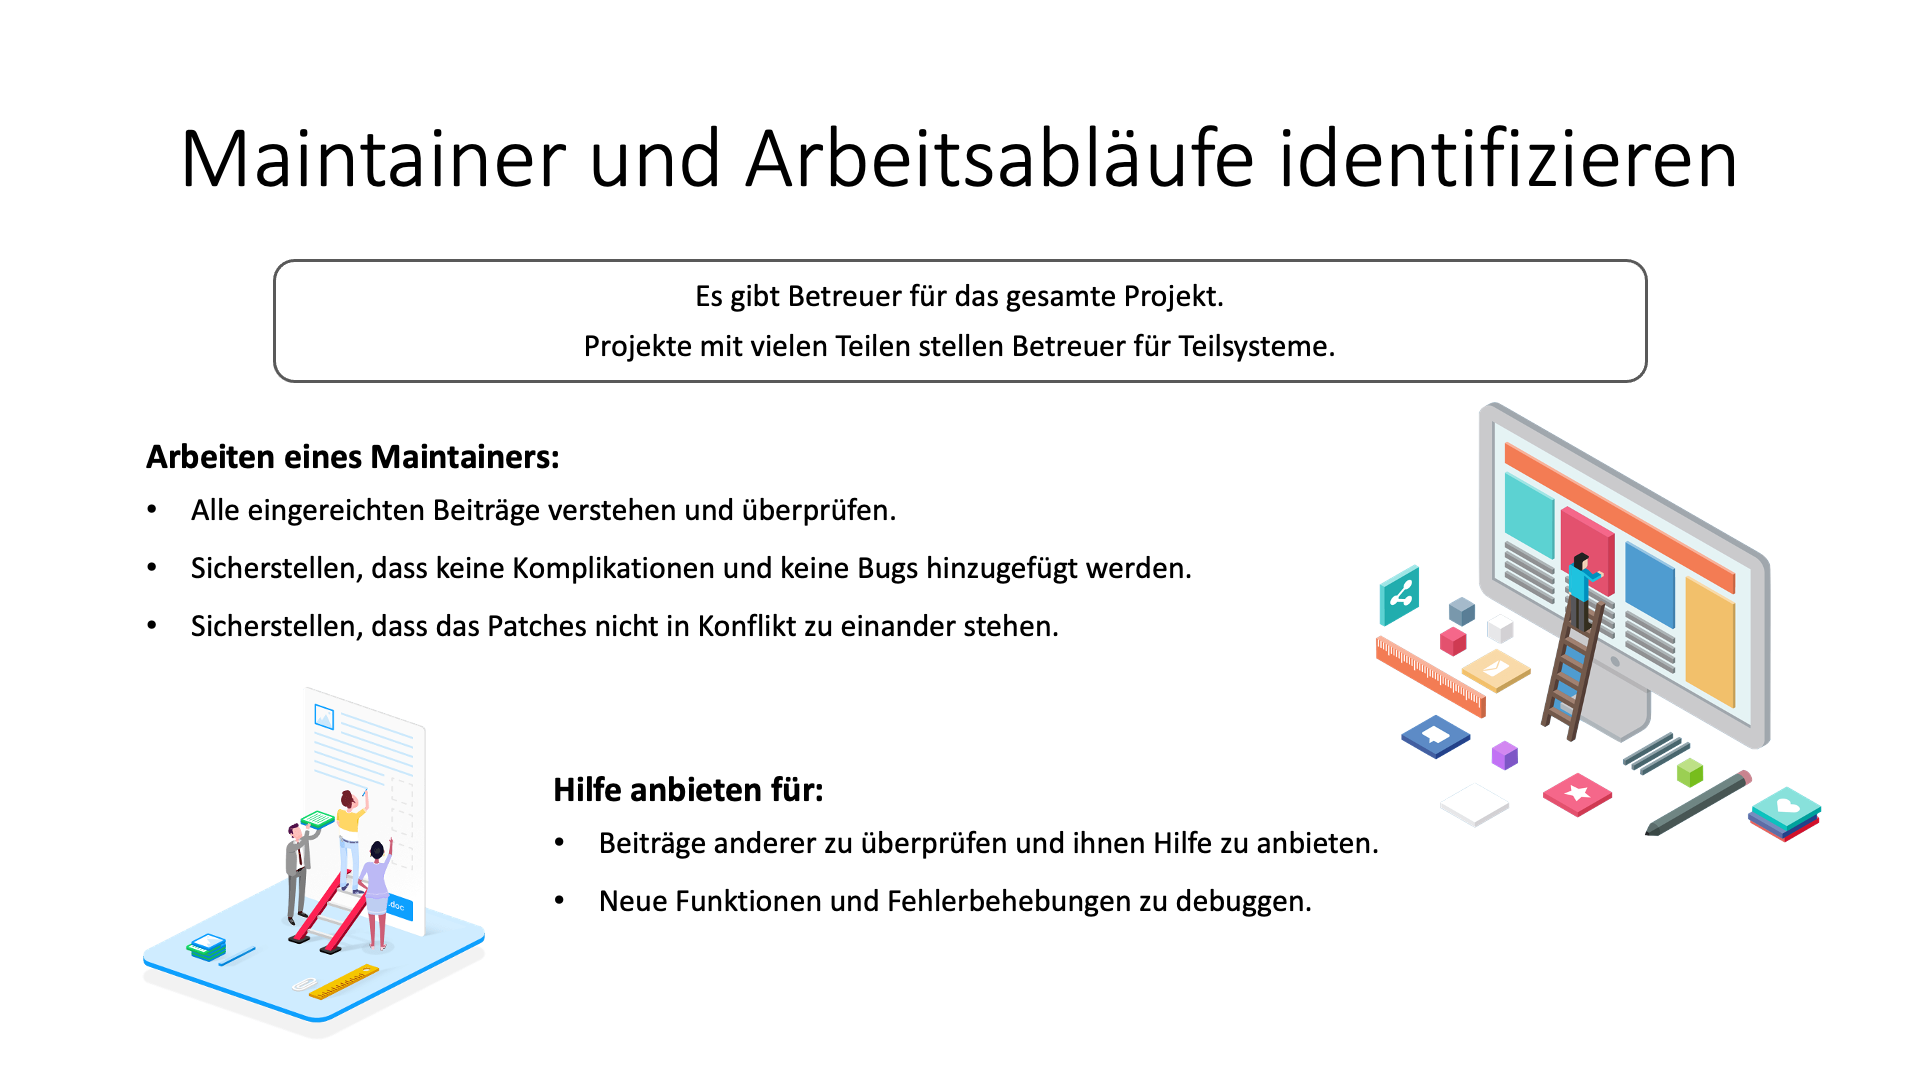 Maintainer und Arbeitsabläufe identifizieren
Es gibt Betreuer für das gesamte Projekt.
Projekte mit vielen Teilen stellen Betreuer für Teilsysteme.
Arbeiten eines Maintainers:
• Alle eingereichten Beiträge verstehen und überprüfen.
• Sicherstellen, dass keine Komplikationen und keine Bugs hinzugefügt werden.
• Sicherstellen, dass das Patches nicht in Konflikt zu einander stehen.
Hilfe anbieten für:
• Beiträge anderer zu überprüfen und ihnen Hilfe zu anbieten.
• Neue Funktionen und Fehlerbehebungen zu debuggen.
.doc